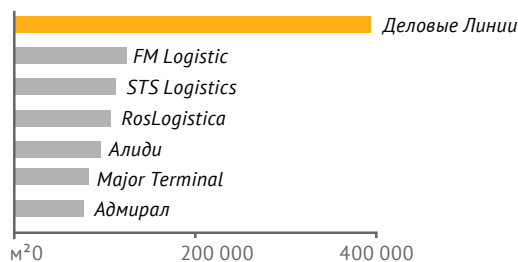 Деловые Линии
FM Logistic
STS Logistics
RosLogistica
Алиди
Major Terminal
Адмирал
м²0 200 000 400 000